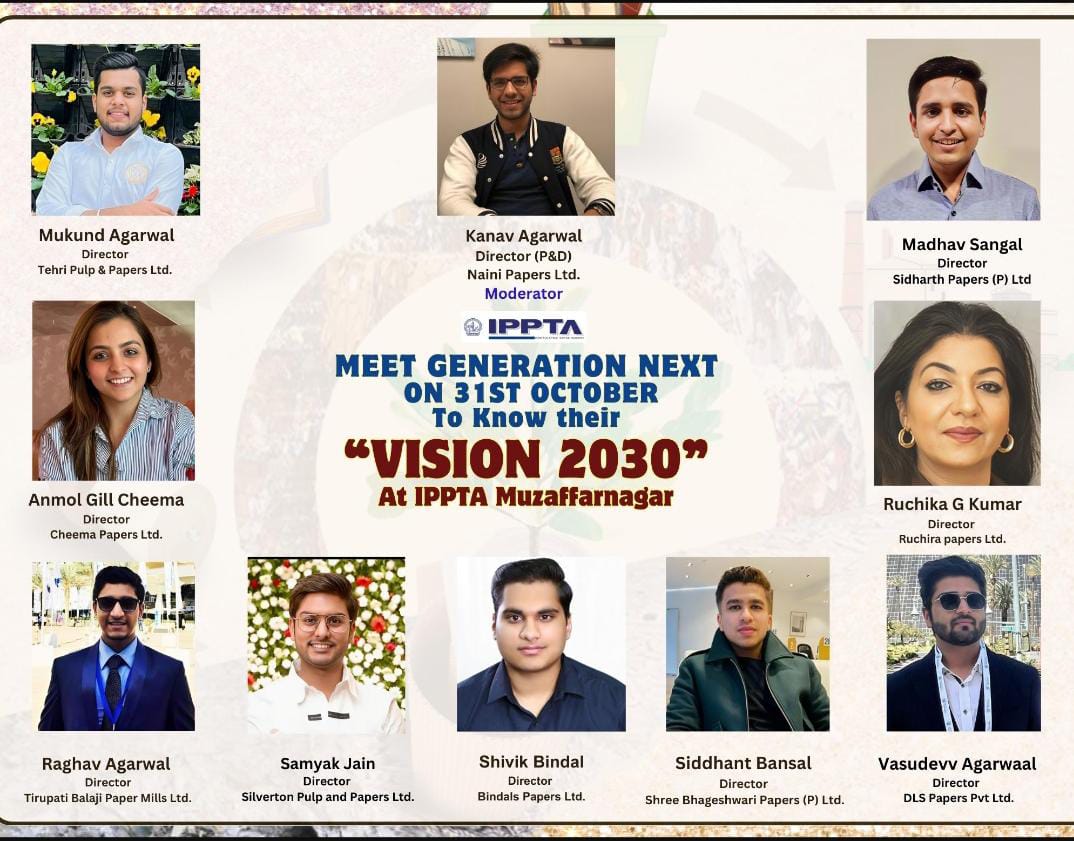 Mukund Agarwal
Director
Tehri Pulp & Papers Ltd.
Kanav Agarwal
Director (P&D)
Naini Papers Ltd.
Moderator
Madhav Sangal
Director
Sidharth Papers (P) Ltd
IPPTA
MEET GENERATION NEXT
ON 31ST OCTOBER
To Know their
“VISION 2030”
At IPPTA Muzaffarnagar
Anmol Gill Cheema
Director
Cheema Papers Ltd.
Ruchika G Kumar
Director
Ruchira papers Ltd.
Raghav Agarwal
Director
Tirupati Balaji Paper Mills Ltd.
Samyak Jain
Director
Silverton Pulp and Papers Ltd.
Shivik Bindal
Director
Bindals Papers Ltd.
Siddhant Bansal
Director
Shree Bhageshwari Papers (P) Ltd.
Vasudevv Agarwaal
Director
DLS Papers Pvt Ltd.